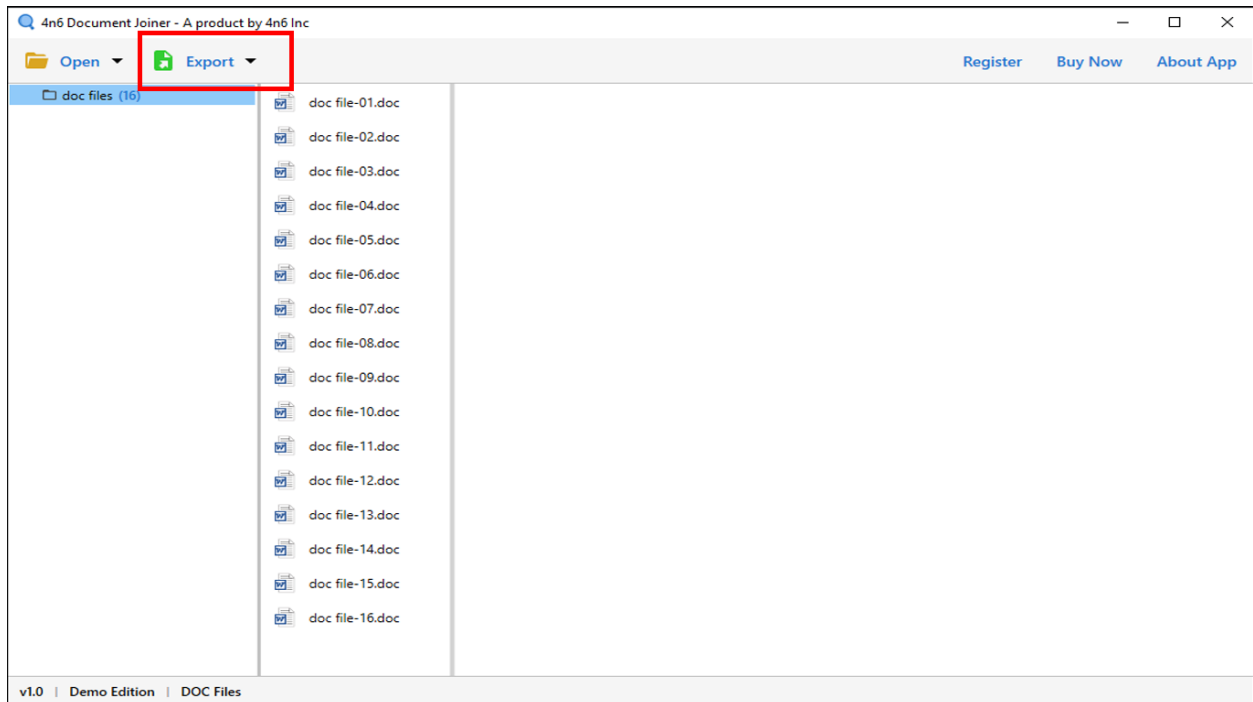 4n6 Document Joiner - A product by 4n6 Inc
Open Export Register Buy Now About App
doc files (16)
doc file-01.doc
doc file-02.doc
doc file-03.doc
doc file-04.doc
doc file-05.doc
doc file-06.doc
doc file-07.doc
doc file-08.doc
doc file-09.doc
doc file-10.doc
doc file-11.doc
doc file-12.doc
doc file-13.doc
doc file-14.doc
doc file-15.doc
doc file-16.doc
v1.0 | Demo Edition | DOC Files